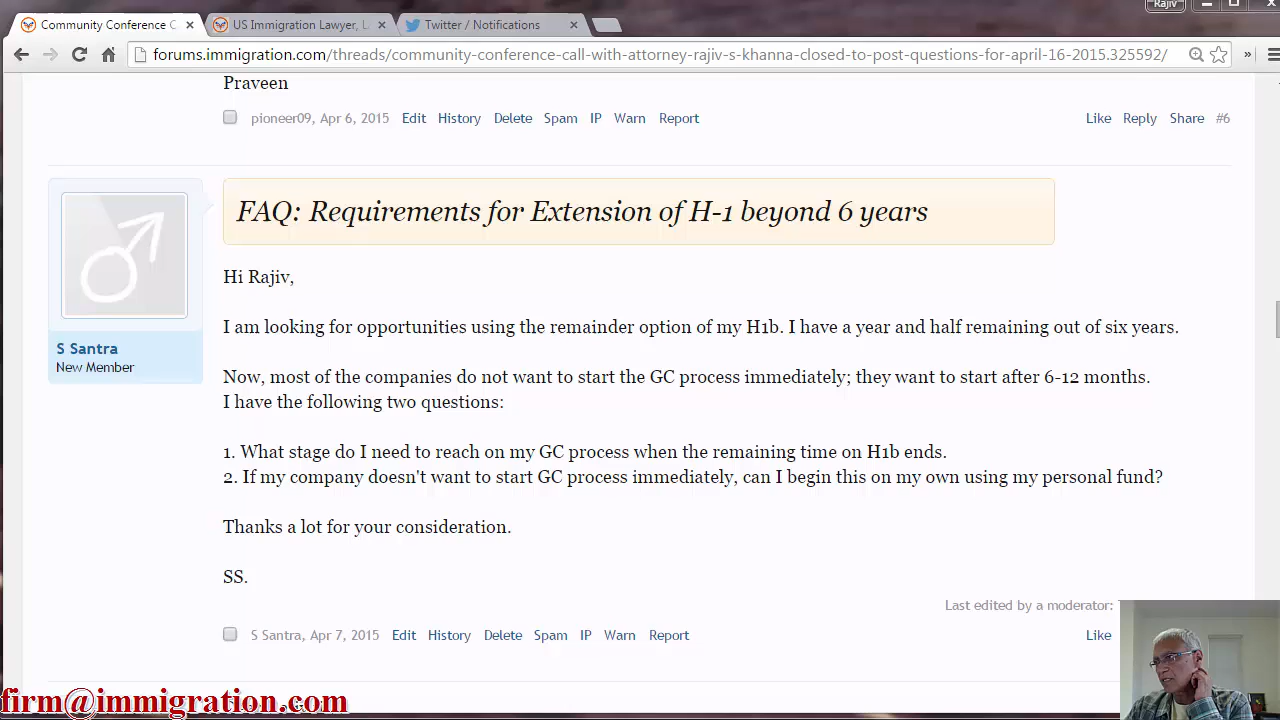 Rajiv
Community Conference C
US Immigration Lawyer, L
Twitter / Notifications
forums.immigration.com/threads/community-conference-call-with-attorney-rajiv-s-khanna-closed-to-post-questions-for-april-16-2015.325592/
Praveen
pioneer09, Apr 6, 2015 Edit History Delete Spam IP Warn Report Like Reply Share #6
FAQ: Requirements for Extension of H-1 beyond 6 years
Hi Rajiv,
I am looking for opportunities using the remainder option of my H1b. I have a year and half remaining out of six years.
S Santra
New Member
Now, most of the companies do not want to start the GC process immediately; they want to start after 6-12 months.
I have the following two questions:
1. What stage do I need to reach on my GC process when the remaining time on H1b ends.
2. If my company doesn't want to start GC process immediately, can I begin this on my own using my personal fund?
Thanks a lot for your consideration.
SS.
Last edited by a moderator:
S Santra, Apr 7, 2015 Edit History Delete Spam IP Warn Report Like
firm@immigration.com